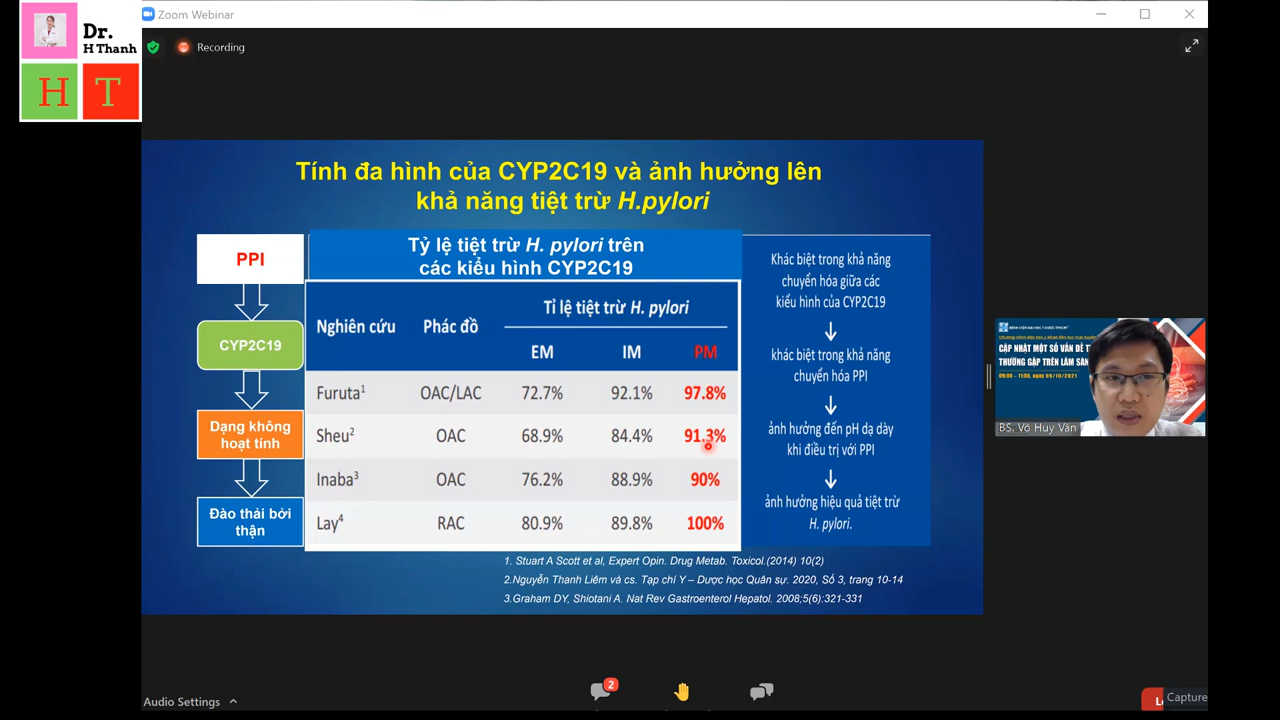 Dr.
H Thanh
H T
Zoom Webinar
Recording
Tính đa hình của CYP2C19 và ảnh hưởng lên
khả năng tiệt trừ H.pylori
PPI
CYP2C19
Dạng không
hoạt tính
Đào thải bởi
thận
Tỷ lệ tiệt trừ H. pylori trên
các kiểu hình CYP2C19
Nghiên cứu Phác đồ Tỉ lệ tiệt trừ H. pylori
EM IM PM
Furuta¹ OAC/LAC 72.7% 92.1% 97.8%
Sheu² OAC 68.9% 84.4% 91.3%
Inaba³ OAC 76.2% 88.9% 90%
Lay⁴ RAC 80.9% 89.8% 100%
Khác biệt trong khả năng
chuyển hóa giữa các
kiểu hình của CYP2C19
khác biệt trong khả năng
chuyển hóa PPI
ảnh hưởng đến pH dạ dày
khi điều trị với PPI
ảnh hưởng hiệu quả tiệt trừ
H. pylori.
1. Stuart A Scott et al, Expert Opin. Drug Metab. Toxicol.(2014) 10(2)
2.Nguyễn Thanh Liêm và cs. Tạp chí Y – Dược học Quân sự. 2020, Số 3, trang 10-14
3.Graham DY, Shiotani A. Nat Rev Gastroenterol Hepatol. 2008;5(6):321-331
BỆNH VIỆN ĐẠI HỌC Y DƯỢC TPHCM
CẬP NHẬT MỘT SỐ VẤN ĐỀ
THƯỜNG GẶP TRÊN LÂM SÀN
BS. Võ Huy Văn
Audio Settings
2
Capture